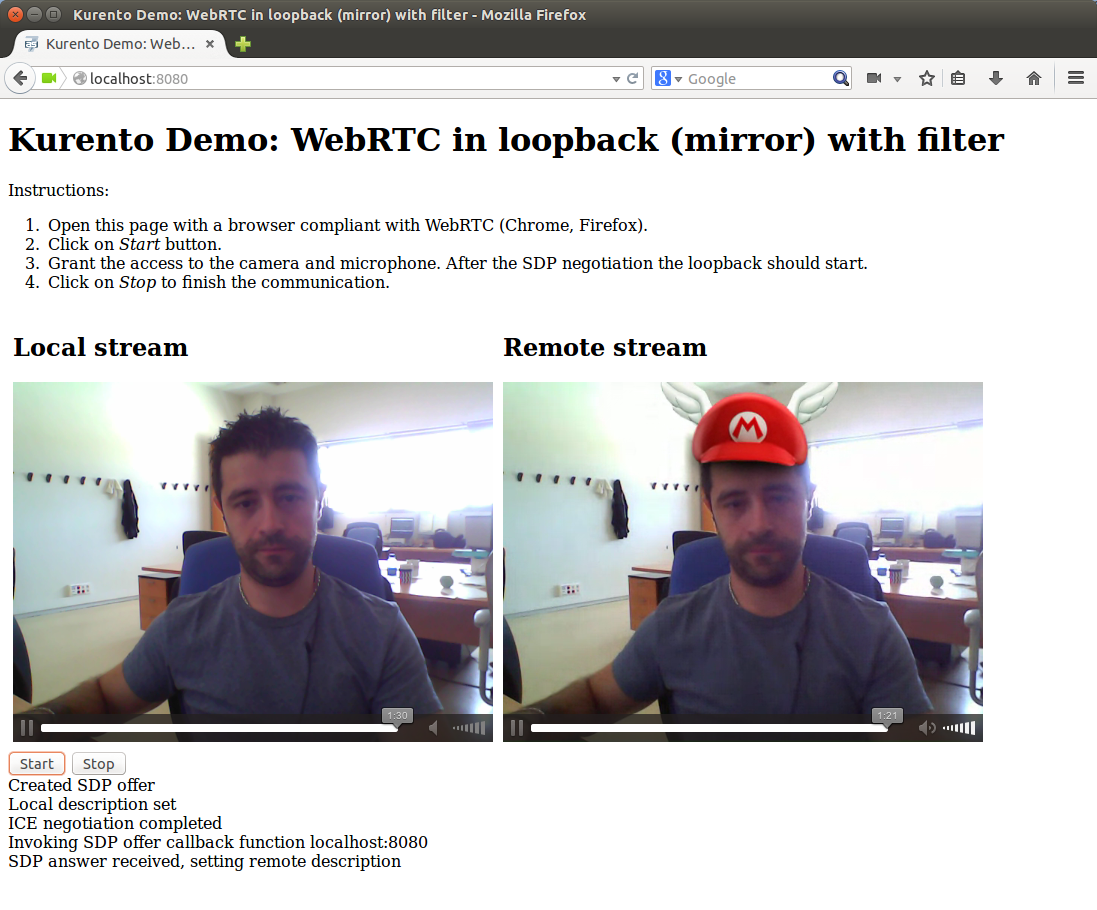 Kurento Demo: WebRTC in loopback (mirror) with filter - Mozilla Firefox
Kurento Demo: Web...
localhost:8080
8 Google
Kurento Demo: WebRTC in loopback (mirror) with filter
Instructions:
1. Open this page with a browser compliant with WebRTC (Chrome, Firefox).
2. Click on Start button.
3. Grant the access to the camera and microphone. After the SDP negotiation the loopback should start.
4. Click on Stop to finish the communication.
Local stream
Remote stream
M
1:30
1:21
Start Stop
Created SDP offer
Local description set
ICE negotiation completed
Invoking SDP offer callback function localhost:8080
SDP answer received, setting remote description